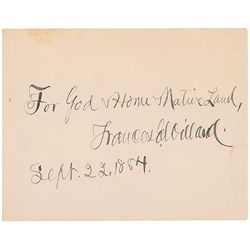 For God & Home & Native Land,
Frances E. Willard.
Sept. 22, 1884.